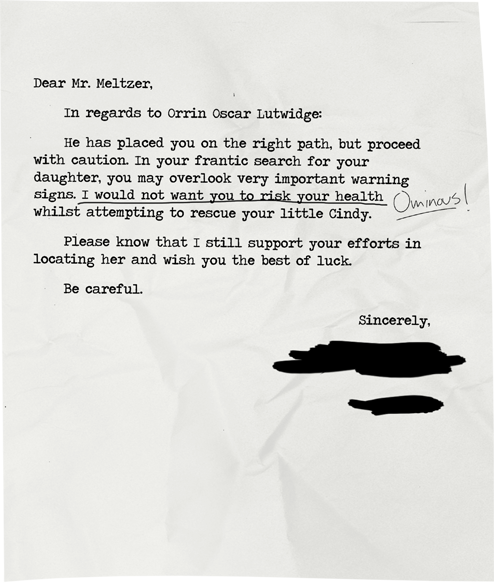 Dear Mr. Meltzer,
In regards to Orrin Oscar Lutwidge:
He has placed you on the right path, but proceed
with caution. In your frantic search for your
daughter, you may overlook very important warning
signs. I would not want you to risk your health Ominous!
whilst attempting to rescue your little Cindy.
Please know that I still support your efforts in
locating her and wish you the best of luck.
Be careful.
Sincerely,